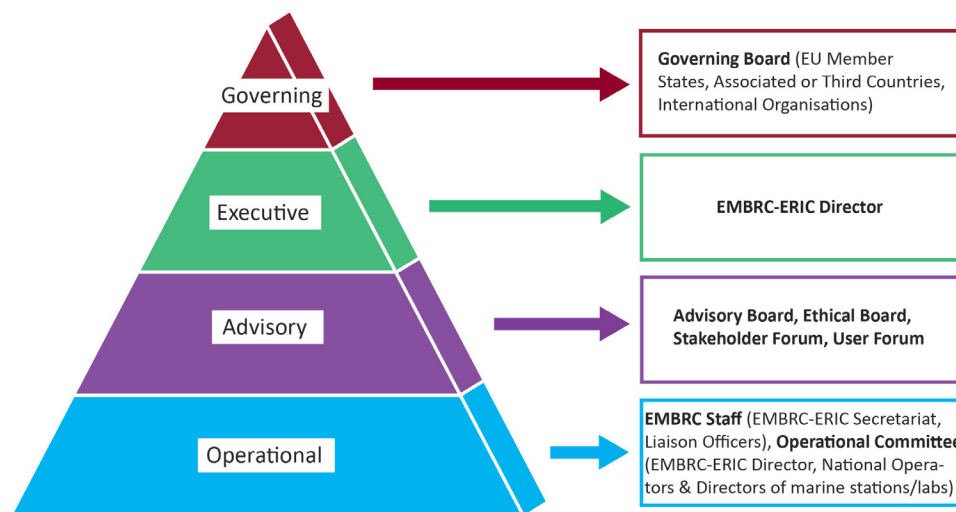 Governing
Governing Board (EU Member
States, Associated or Third Countries,
International Organisations)
Executive
EMBRC-ERIC Director
Advisory
Advisory Board, Ethical Board,
Stakeholder Forum, User Forum
Operational
EMBRC Staff (EMBRC-ERIC Secretariat,
Liaison Officers), Operational Committee
(EMBRC-ERIC Director, National Opera-
tors & Directors of marine stations/labs)